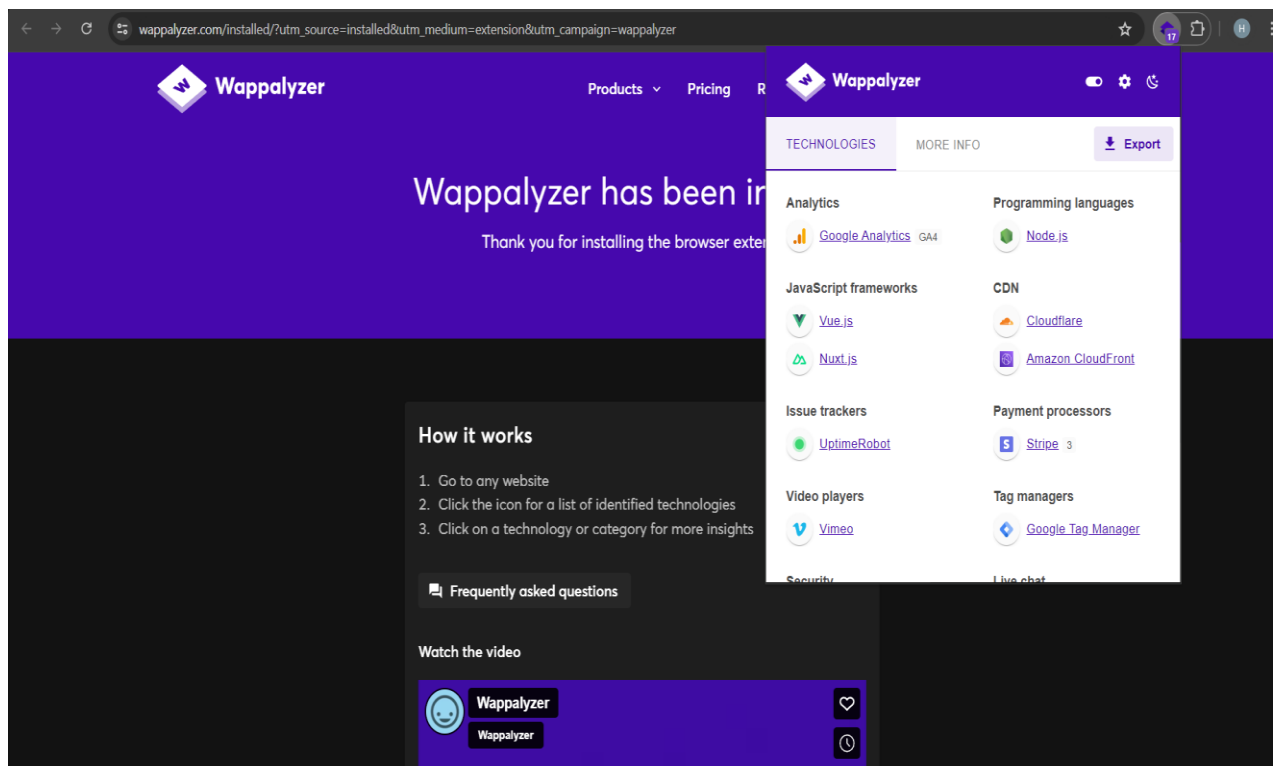 wappalyzer.com/installed/?utm_source=installed&utm_medium=extension&utm_campaign=wappalyzer
17
H
Wappalyzer
Products
Pricing
R
Wappalyzer has been in
Thank you for installing the browser exter
Wappalyzer
TECHNOLOGIES
MORE INFO
Export
Analytics
Google Analytics GA4
Programming languages
Node.js
JavaScript frameworks
Vue.js
Nuxt.js
CDN
Cloudflare
Amazon CloudFront
Issue trackers
UptimeRobot
Payment processors
Stripe 3
Video players
Vimeo
Tag managers
Google Tag Manager
Security
Live chat
How it works
1. Go to any website
2. Click the icon for a list of identified technologies
3. Click on a technology or category for more insights
Frequently asked questions
Watch the video
Wappalyzer
Wappalyzer